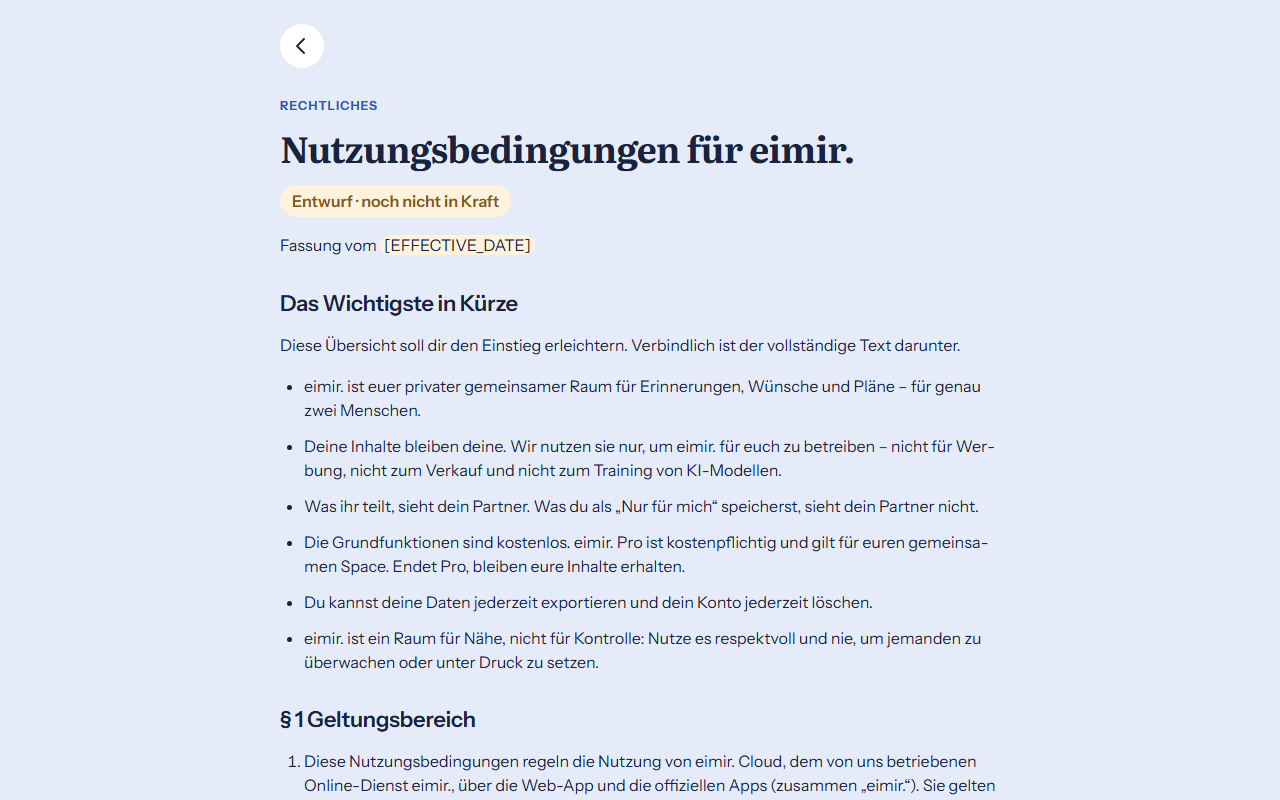 RECHTLICHES
Nutzungsbedingungen für eimir.
Entwurf · noch nicht in Kraft
Fassung vom [EFFECTIVE_DATE]
Das Wichtigste in Kürze
Diese Übersicht soll dir den Einstieg erleichtern. Verbindlich ist der vollständige Text darunter.
• eimir. ist euer privater gemeinsamer Raum für Erinnerungen, Wünsche und Pläne – für genau
zwei Menschen.
• Deine Inhalte bleiben deine. Wir nutzen sie nur, um eimir. für euch zu betreiben – nicht für Wer-
bung, nicht zum Verkauf und nicht zum Training von KI-Modellen.
• Was ihr teilt, sieht dein Partner. Was du als „Nur für mich“ speicherst, sieht dein Partner nicht.
• Die Grundfunktionen sind kostenlos. eimir. Pro ist kostenpflichtig und gilt für euren gemeinsa-
men Space. Endet Pro, bleiben eure Inhalte erhalten.
• Du kannst deine Daten jederzeit exportieren und dein Konto jederzeit löschen.
• eimir. ist ein Raum für Nähe, nicht für Kontrolle: Nutze es respektvoll und nie, um jemanden zu
überwachen oder unter Druck zu setzen.
§ 1 Geltungsbereich
1. Diese Nutzungsbedingungen regeln die Nutzung von eimir. Cloud, dem von uns betriebenen
Online-Dienst eimir., über die Web-App und die offiziellen Apps (zusammen „eimir.“). Sie gelten